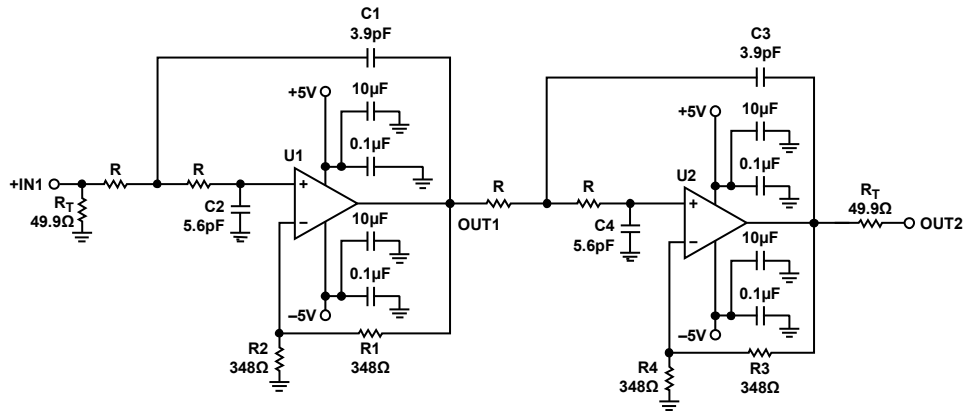 C1
3.9pF
+5V
10µF
0.1µF
U1
+IN1
R
R
RT
49.9Ω
C2
5.6pF
+
−
10µF
0.1µF
–5V
R2
348Ω
R1
348Ω
OUT1
R
R
C3
3.9pF
+5V
10µF
0.1µF
U2
C4
5.6pF
+
−
10µF
0.1µF
–5V
R4
348Ω
R3
348Ω
RT
49.9Ω
OUT2